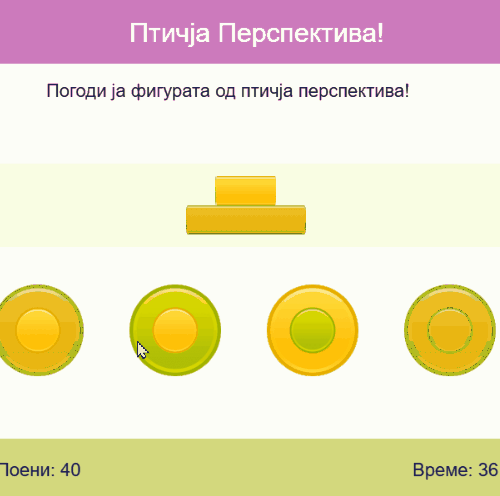 Птичја Перспектива!
Погоди ја фигурата од птичја перспектива!
Поени: 40
Време: 36